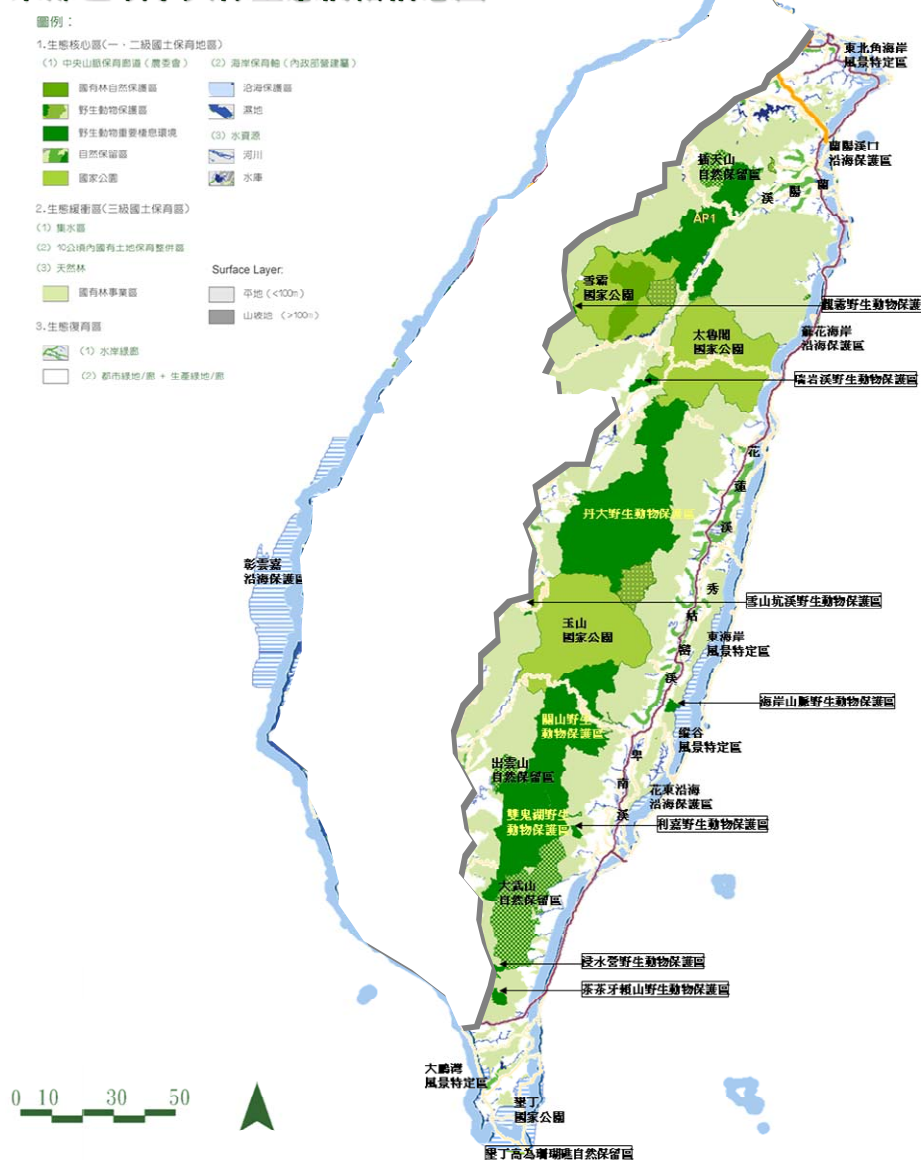 圖例：
1.生態核心區(一、二級國土保育地區)
(1) 中央山脈保育廊道（農委會）
國有林自然保護區
野生動物保護區
野生動物重要棲息環境
自然保留區
國家公園
(2) 海岸保育軸（內政部營建署）
沿海保護區
濕地
(3) 水資源
河川
水庫
2.生態緩衝區(三級國土保育區)
(1) 集水區
(2) 10公頃內國有土地保育整併區
(3) 天然林
國有林事業區
Surface Layer:
平地（<100m）
山坡地（>100m）
3.生態復育區
(1) 水岸綠廊
(2) 都市綠地/廊 + 生產綠地/廊
東北角海岸
風景特定區
蘭陽溪口
沿海保護區
插天山
自然保留區
蘭陽溪
AP1
雪霸
國家公園
觀霧野生動物保護
太魯閣
國家公園
蘇花海岸
沿海保護區
瑞岩溪野生動物保護區
花蓮溪
丹大野生動物保護區
彰雲嘉
沿海保護區
雪山坑溪野生動物保護區
秀姑巒溪
玉山
國家公園
東海岸
風景特定區
海岸山脈野生動物保護區
關山野生
動物保護區
縱谷
風景特定區
出雲山
自然保留區
卑南溪
花東沿海
沿海保護區
雙鬼湖野生
動物保護區
利嘉野生動物保護區
大武山
自然保留區
浸水營野生動物保護區
茶茶牙賴山野生動物保護區
大鵬灣
風景特定區
墾丁
國家公園
墾丁高為珊瑚礁自然保留區
0 10 30 50